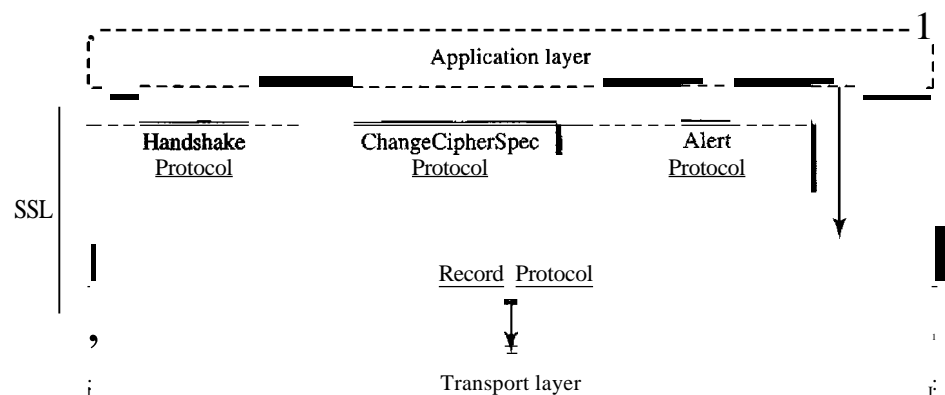 1
Application layer
Handshake ChangeCipherSpec Alert
Protocol Protocol Protocol
SSL
Record Protocol
Transport layer